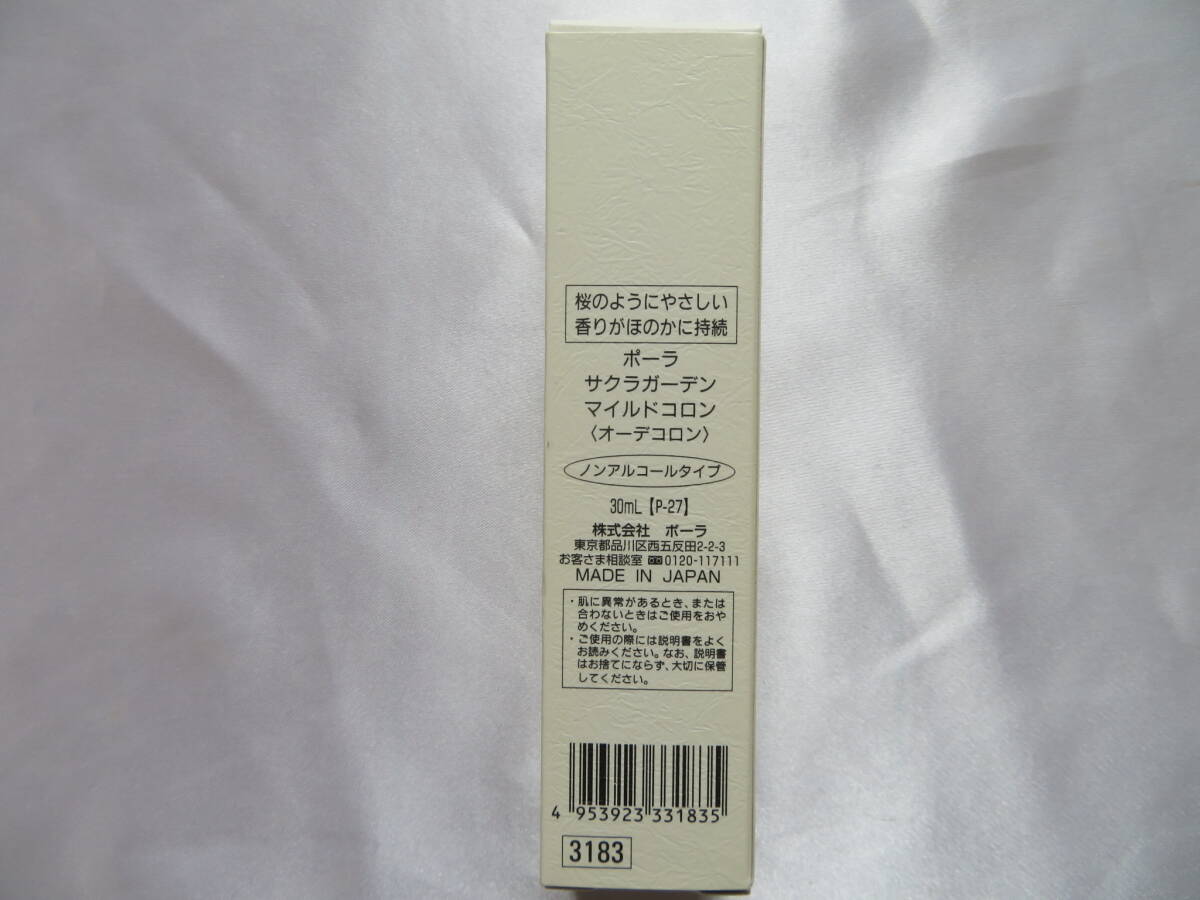 桜のようにやさしい
香りがほのかに持続
ポーラ
サクラガーデン
マイルドコロン
〈オーデコロン〉
ノンアルコールタイプ
30mL【P-27】
株式会社 ポーラ
東京都品川区西五反田2-2-3
お客さま相談室 0120-117111
MADE IN JAPAN
・肌に異常があるとき、または
合わないときはご使用をおや
めください。
・ご使用の際には説明書をよく
お読みください。なお、説明書
はお捨てにならず、大切に保管
してください。
4 953923 331835
3183